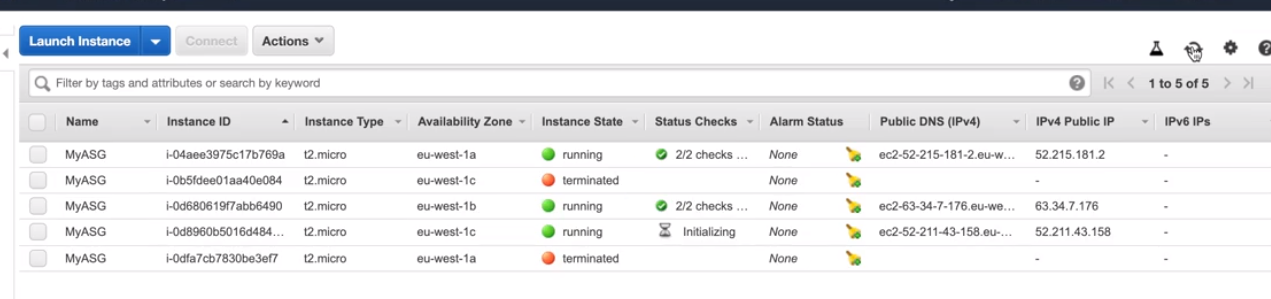 Launch Instance Connect Actions
Filter by tags and attributes or search by keyword 1 to 5 of 5
Name Instance ID Instance Type Availability Zone Instance State Status Checks Alarm Status Public DNS (IPv4) IPv4 Public IP IPv6 IPs
MyASG i-04aee3975c17b769a t2.micro eu-west-1a running 2/2 checks ... None ec2-52-215-181-2.eu-w... 52.215.181.2 -
MyASG i-0b5fdee01aa40e084 t2.micro eu-west-1c terminated None - -
MyASG i-0d680619f7abb6490 t2.micro eu-west-1b running 2/2 checks ... None ec2-63-34-7-176.eu-we... 63.34.7.176 -
MyASG i-0d8960b5016d484... t2.micro eu-west-1c running Initializing None ec2-52-211-43-158.eu-... 52.211.43.158 -
MyASG i-0dfa7cb7830be3ef7 t2.micro eu-west-1a terminated None - -